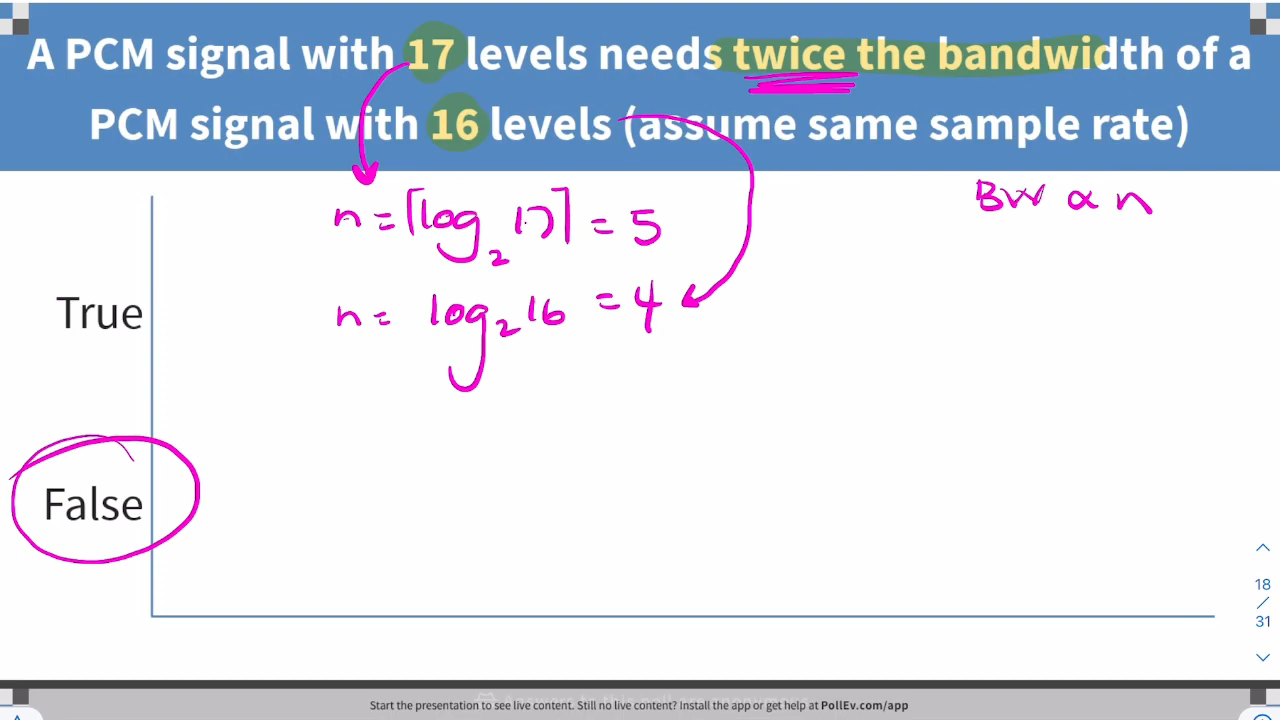 A PCM signal with 17 levels needs twice the bandwidth of a
PCM signal with 16 levels (assume same sample rate)
BW ∝ n
n = ⌈log₂ 17⌉ = 5
n = log₂ 16 = 4
True
False
18
/
31
Start the presentation to see live content. Still no live content? Install the app or get help at PollEv.com/app